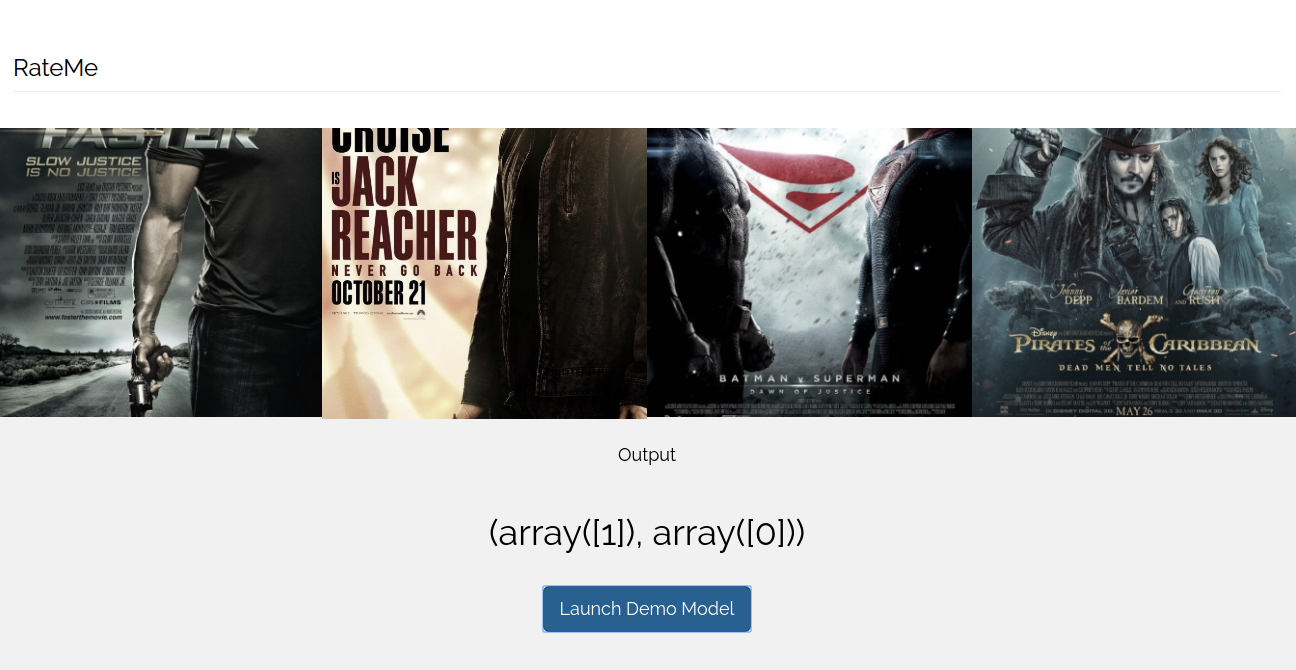 RateMe
FASTER
SLOW JUSTICE
IS NO JUSTICE
www.fasterthemovie.com
CRUISE
IS JACK
REACHER
NEVER GO BACK
OCTOBER 21
BATMAN v SUPERMAN
DAWN OF JUSTICE
Johnny DEPP Javier BARDEM AND Geoffrey RUSH
Disney
PIRATES of the CARIBBEAN
DEAD MEN TELL NO TALES
MAY 26
Output
(array([1]), array([0]))
Launch Demo Model